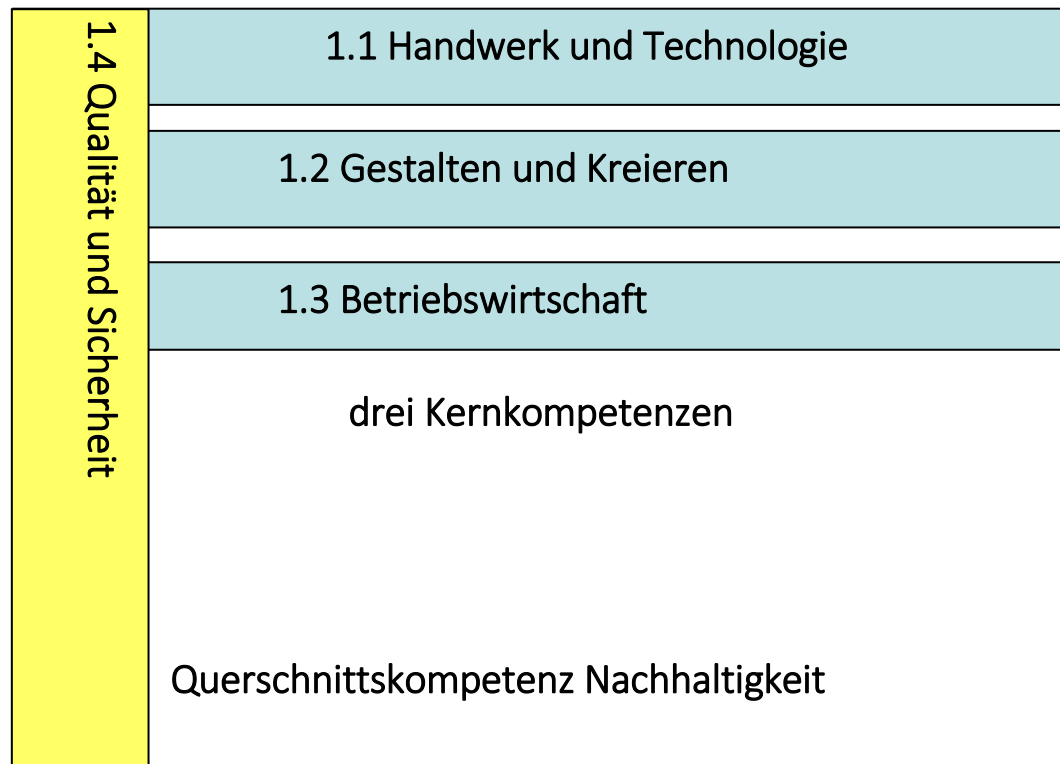 1.4 Qualität und Sicherheit
1.1 Handwerk und Technologie
1.2 Gestalten und Kreieren
1.3 Betriebswirtschaft
drei Kernkompetenzen
Querschnittskompetenz Nachhaltigkeit